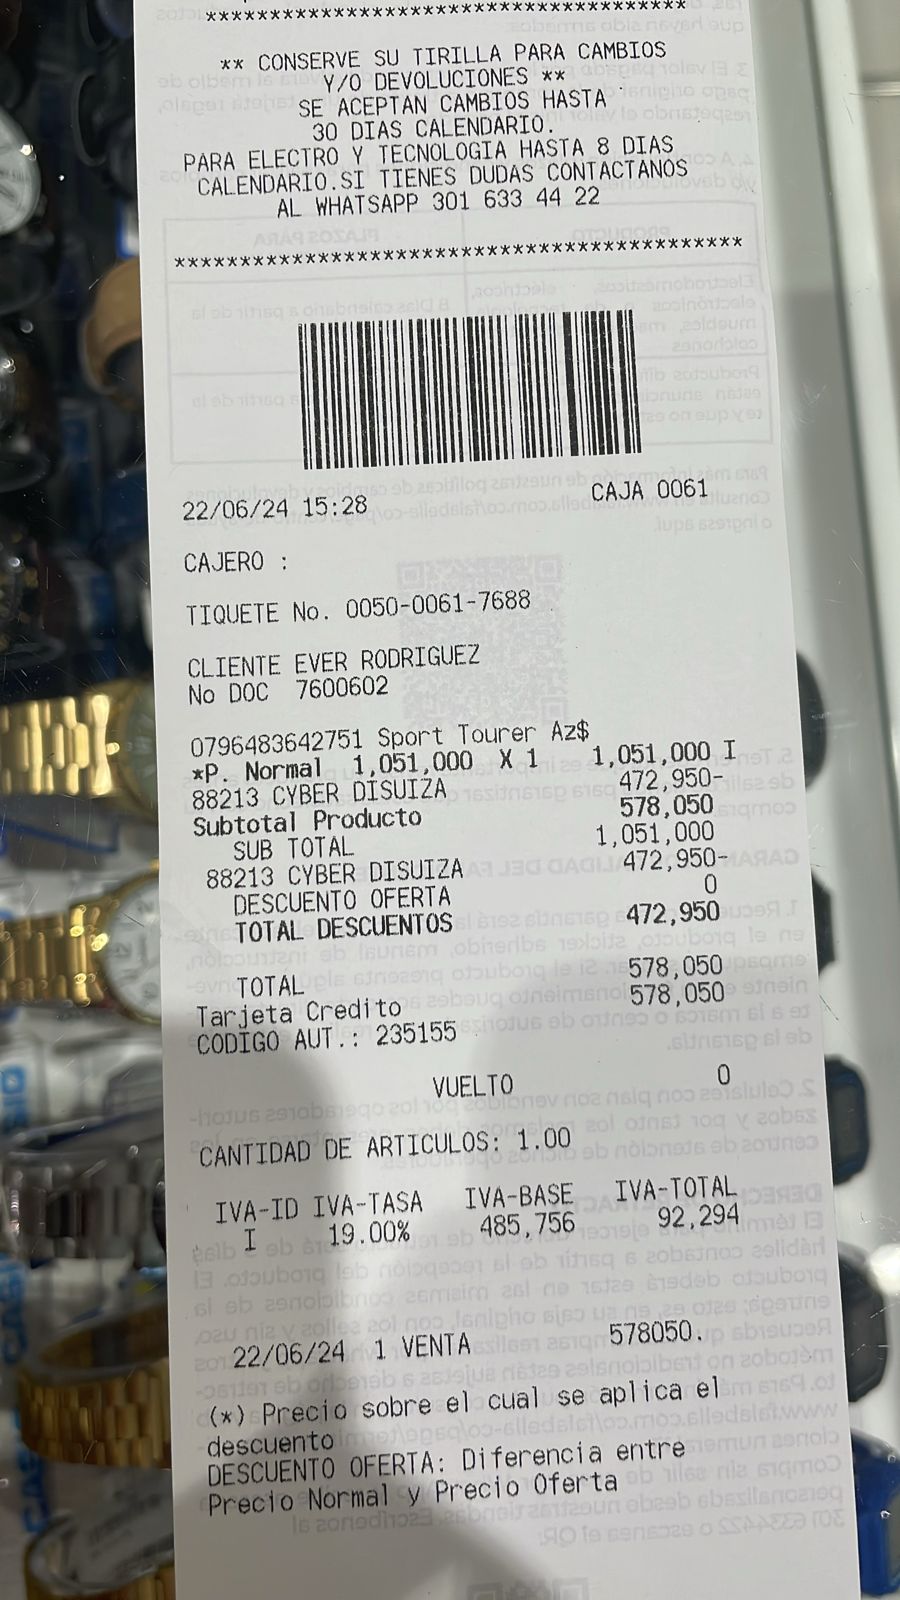 ****************************************
** CONSERVE SU TIRILLA PARA CAMBIOS
Y/O DEVOLUCIONES **
SE ACEPTAN CAMBIOS HASTA
30 DIAS CALENDARIO.
PARA ELECTRO Y TECNOLOGIA HASTA 8 DIAS
CALENDARIO.SI TIENES DUDAS CONTACTANOS
AL WHATSAPP 301 633 44 22
********************************************
22/06/24 15:28 CAJA 0061
CAJERO :
TIQUETE No. 0050-0061-7688
CLIENTE EVER RODRIGUEZ
No DOC 7600602
0796483642751 Sport Tourer Az$
*P. Normal 1,051,000 X 1 1,051,000 I
88213 CYBER DISUIZA 472,950-
Subtotal Producto 578,050
SUB TOTAL 1,051,000
88213 CYBER DISUIZA 472,950-
DESCUENTO OFERTA 0
TOTAL DESCUENTOS 472,950
TOTAL 578,050
Tarjeta Credito 578,050
CODIGO AUT.: 235155
VUELTO 0
CANTIDAD DE ARTICULOS: 1.00
IVA-ID IVA-TASA IVA-BASE IVA-TOTAL
I 19.00% 485,756 92,294
22/06/24 1 VENTA 578050.
(*) Precio sobre el cual se aplica el
descuento
DESCUENTO OFERTA: Diferencia entre
Precio Normal y Precio Oferta